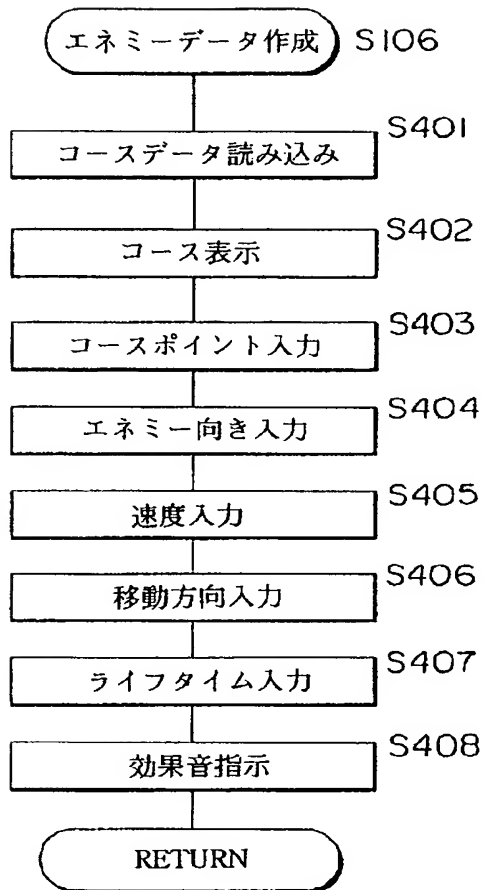 エネミーデータ作成 S106
S401
コースデータ読み込み
S402
コース表示
S403
コースポイント入力
S404
エネミー向き入力
S405
速度入力
S406
移動方向入力
S407
ライフタイム入力
S408
効果音指示
RETURN